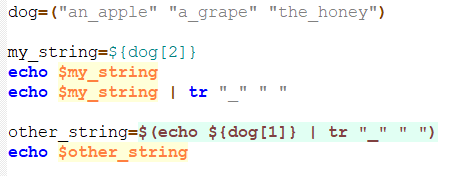 dog=("an_apple" "a_grape" "the_honey")
my_string=${dog[2]}
echo $my_string
echo $my_string | tr "_" " "
other_string=$(echo ${dog[1]} | tr "_" " ")
echo $other_string